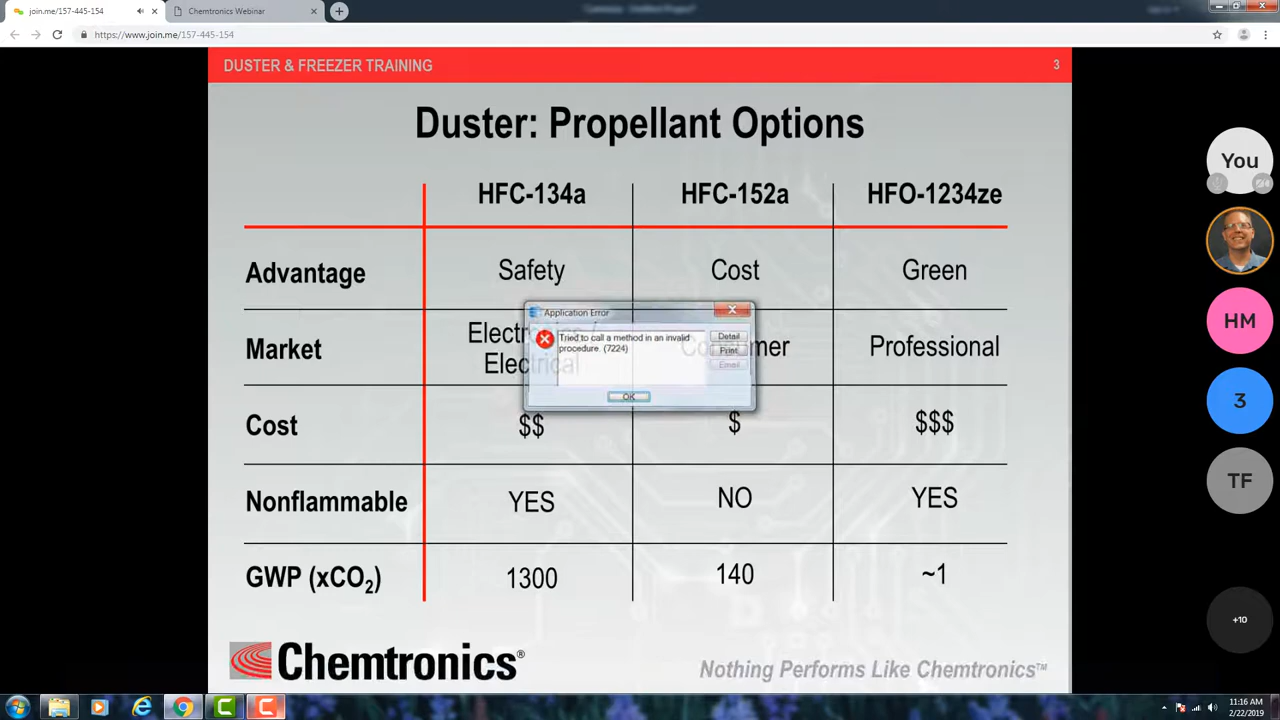 join.me/157-445-154
Chemtronics Webinar
https://www.join.me/157-445-154
DUSTER & FREEZER TRAINING
3
Duster: Propellant Options
HFC-134a HFC-152a HFO-1234ze
Advantage Safety Cost Green
Market Professional
Application Error
Tried to call a method in an invalid
procedure. (7224)
Detail
Print
Email
OK
Cost $$ $ $$$
Nonflammable YES NO YES
GWP (xCO₂) 1300 140 ~1
Chemtronics®
Nothing Performs Like Chemtronics™
You
HM
3
TF
+10
11:16 AM
2/22/2019